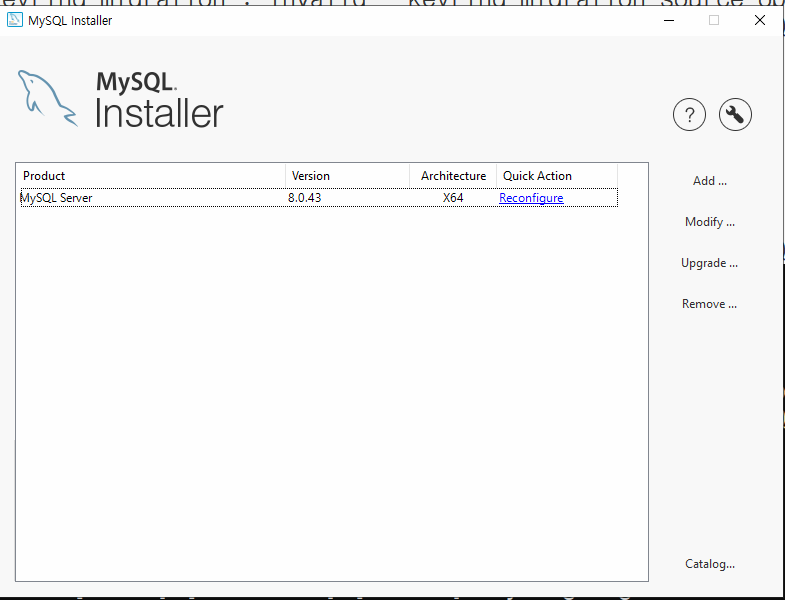 MySQL Installer
MySQL.
Installer
?
Product Version Architecture Quick Action
MySQL Server 8.0.43 X64 Reconfigure
Add ...
Modify ...
Upgrade ...
Remove ...
Catalog...